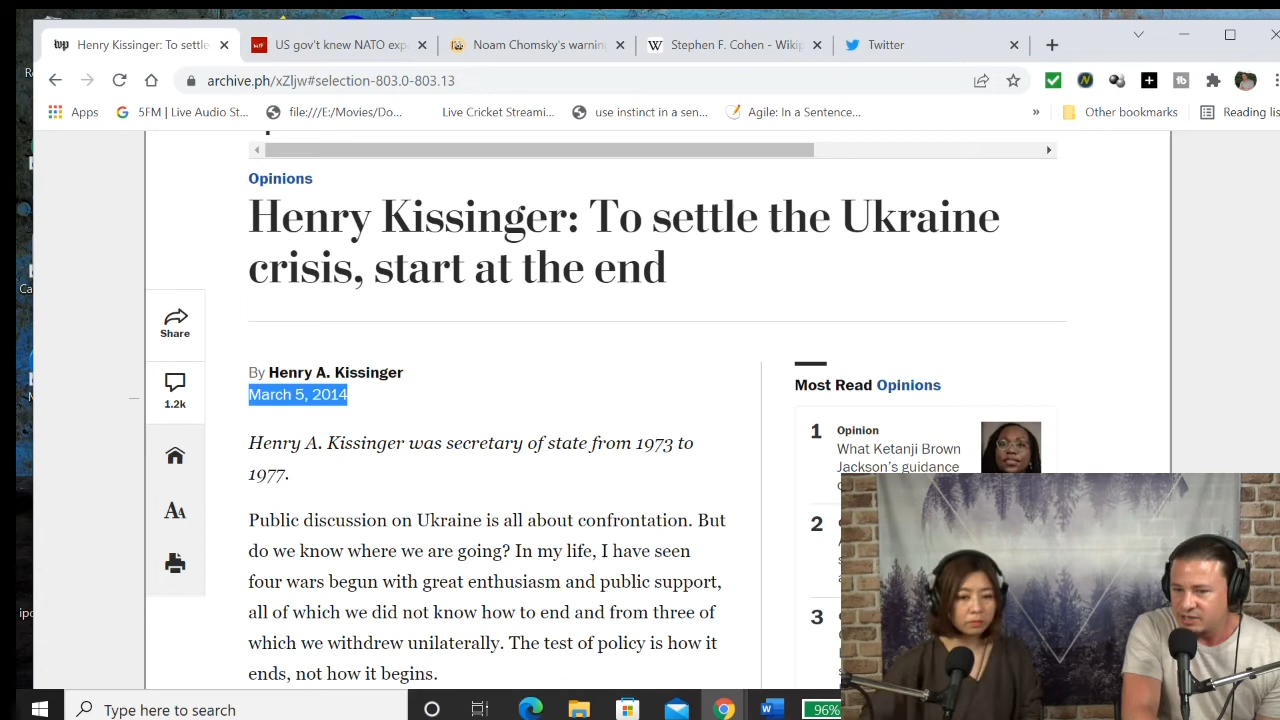 Henry Kissinger: To settle
US gov't knew NATO exp
Noam Chomsky's warnin
Stephen F. Cohen - Wikip
Twitter
archive.ph/xZljw#selection-803.0-803.13
Apps
5FM | Live Audio St...
file:///E:/Movies/Do...
Live Cricket Streami...
use instinct in a sen...
Agile: In a Sentence...
»
Other bookmarks
Reading list
Opinions
Henry Kissinger: To settle the Ukraine
crisis, start at the end
Share
1.2k
AA
By Henry A. Kissinger
March 5, 2014
Henry A. Kissinger was secretary of state from 1973 to
1977.
Public discussion on Ukraine is all about confrontation. But
do we know where we are going? In my life, I have seen
four wars begun with great enthusiasm and public support,
all of which we did not know how to end and from three of
which we withdrew unilaterally. The test of policy is how it
ends, not how it begins.
Most Read Opinions
1
Opinion
What Ketanji Brown
Jackson's guidance
2
3
Type here to search
96%